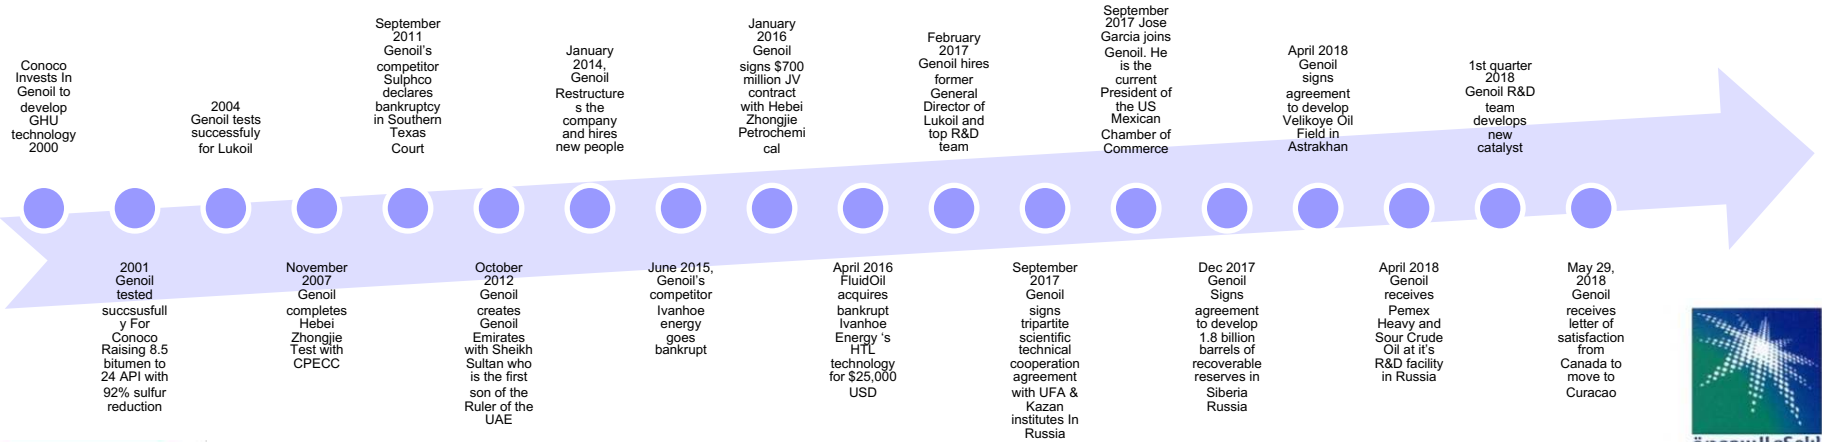 Conoco
Invests In
Genoil to
develop
GHU
technology
2000
2001
Genoil
tested
succsusfull
y For
Conoco
Raising 8.5
bitumen to
24 API with
92% sulfur
reduction
2004
Genoil tests
successfuly
for Lukoil
November
2007
Genoil
completes
Hebei
Zhongjie
Test with
CPECC
September
2011
Genoil's
competitor
Sulphco
declares
bankruptcy
in Southern
Texas
Court
October
2012
Genoil
creates
Genoil
Emirates
with Sheikh
Sultan who
is the first
son of the
Ruler of the
UAE
January
2014,
Genoil
Restructure
s the
company
and hires
new people
June 2015,
Genoil's
competitor
Ivanhoe
energy
goes
bankrupt
January
2016
Genoil
signs $700
million JV
contract
with Hebei
Zhongjie
Petrochemi
cal
April 2016
FluidOil
acquires
bankrupt
Ivanhoe
Energy 's
HTL
technology
for $25,000
USD
February
2017
Genoil hires
former
General
Director of
Lukoil and
top R&D
team
September
2017
Genoil
signs
tripartite
scientific
technical
cooperation
agreement
with UFA &
Kazan
institutes In
Russia
September
2017 Jose
Garcia joins
Genoil. He
is the
current
President of
the US
Mexican
Chamber of
Commerce
Dec 2017
Genoil
Signs
agreement
to develop
1.8 billion
barrels of
recoverable
reserves in
Siberia
Russia
April 2018
Genoil
signs
agreement
to develop
Velikoye Oil
Field in
Astrakhan
April 2018
Genoil
receives
Pemex
Heavy and
Sour Crude
Oil at it's
R&D facility
in Russia
1st quarter
2018
Genoil R&D
team
develops
new
catalyst
May 29,
2018
Genoil
receives
letter of
satisfaction
from
Canada to
move to
Curacao